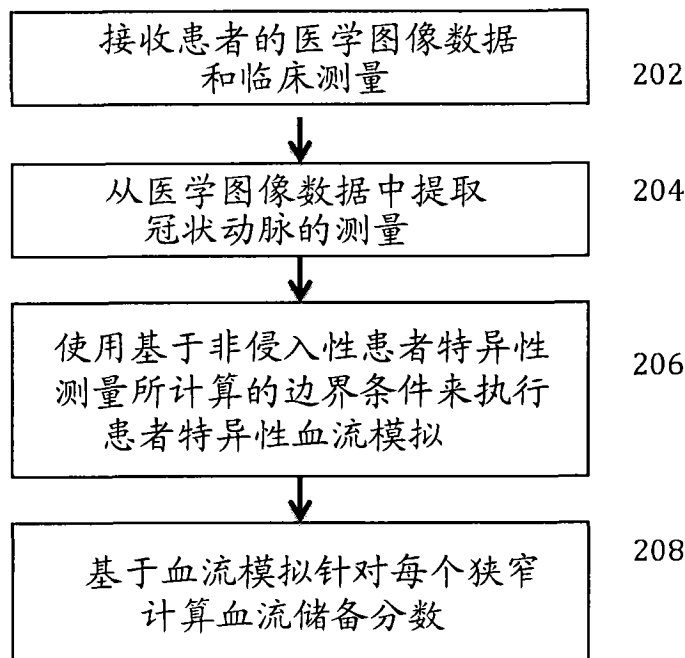 接收患者的医学图像数据
和临床测量
202
从医学图像数据中提取
冠状动脉的测量
204
使用基于非侵入性患者特异性
测量所计算的边界条件来执行
患者特异性血流模拟
206
基于血流模拟针对每个狭窄
计算血流储备分数
208